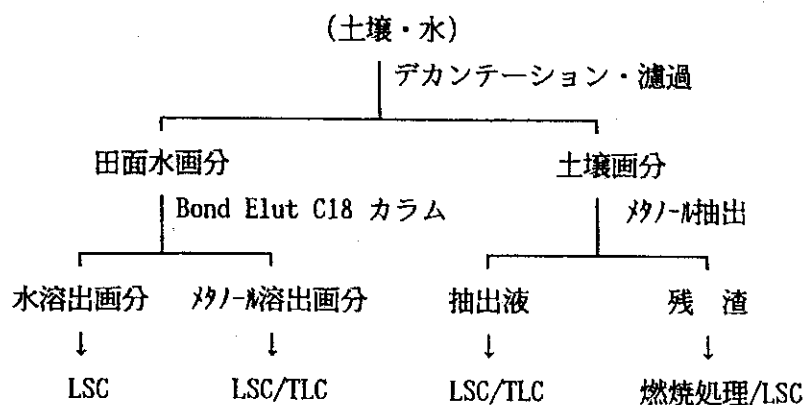 (土壌・水)
デカンテーション・濾過
田面水画分
土壌画分
Bond Elut C18 カラム
メタノール抽出
水溶出画分 メタノール溶出画分 抽出液 残 渣
↓ ↓ ↓ ↓
LSC LSC/TLC LSC/TLC 燃焼処理/LSC